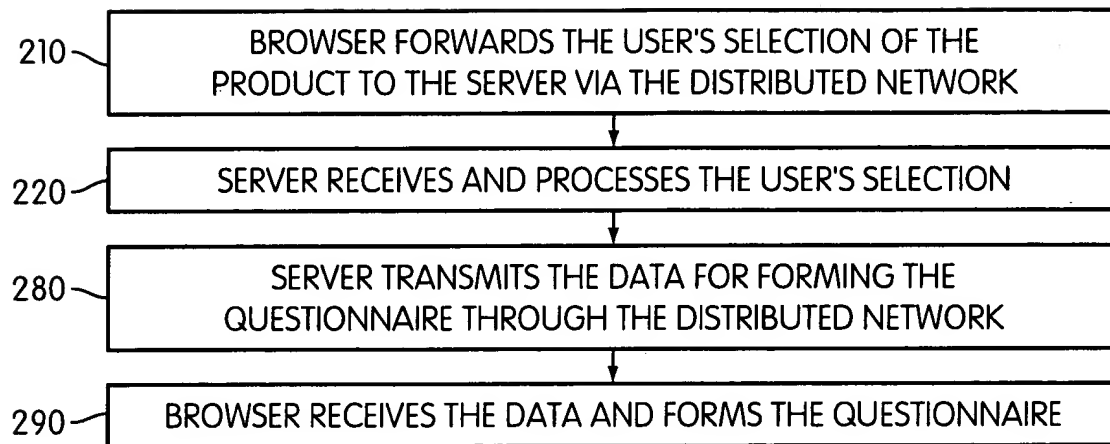 210
BROWSER FORWARDS THE USER'S SELECTION OF THE
PRODUCT TO THE SERVER VIA THE DISTRIBUTED NETWORK
220
SERVER RECEIVES AND PROCESSES THE USER'S SELECTION
280
SERVER TRANSMITS THE DATA FOR FORMING THE
QUESTIONNAIRE THROUGH THE DISTRIBUTED NETWORK
290
BROWSER RECEIVES THE DATA AND FORMS THE QUESTIONNAIRE